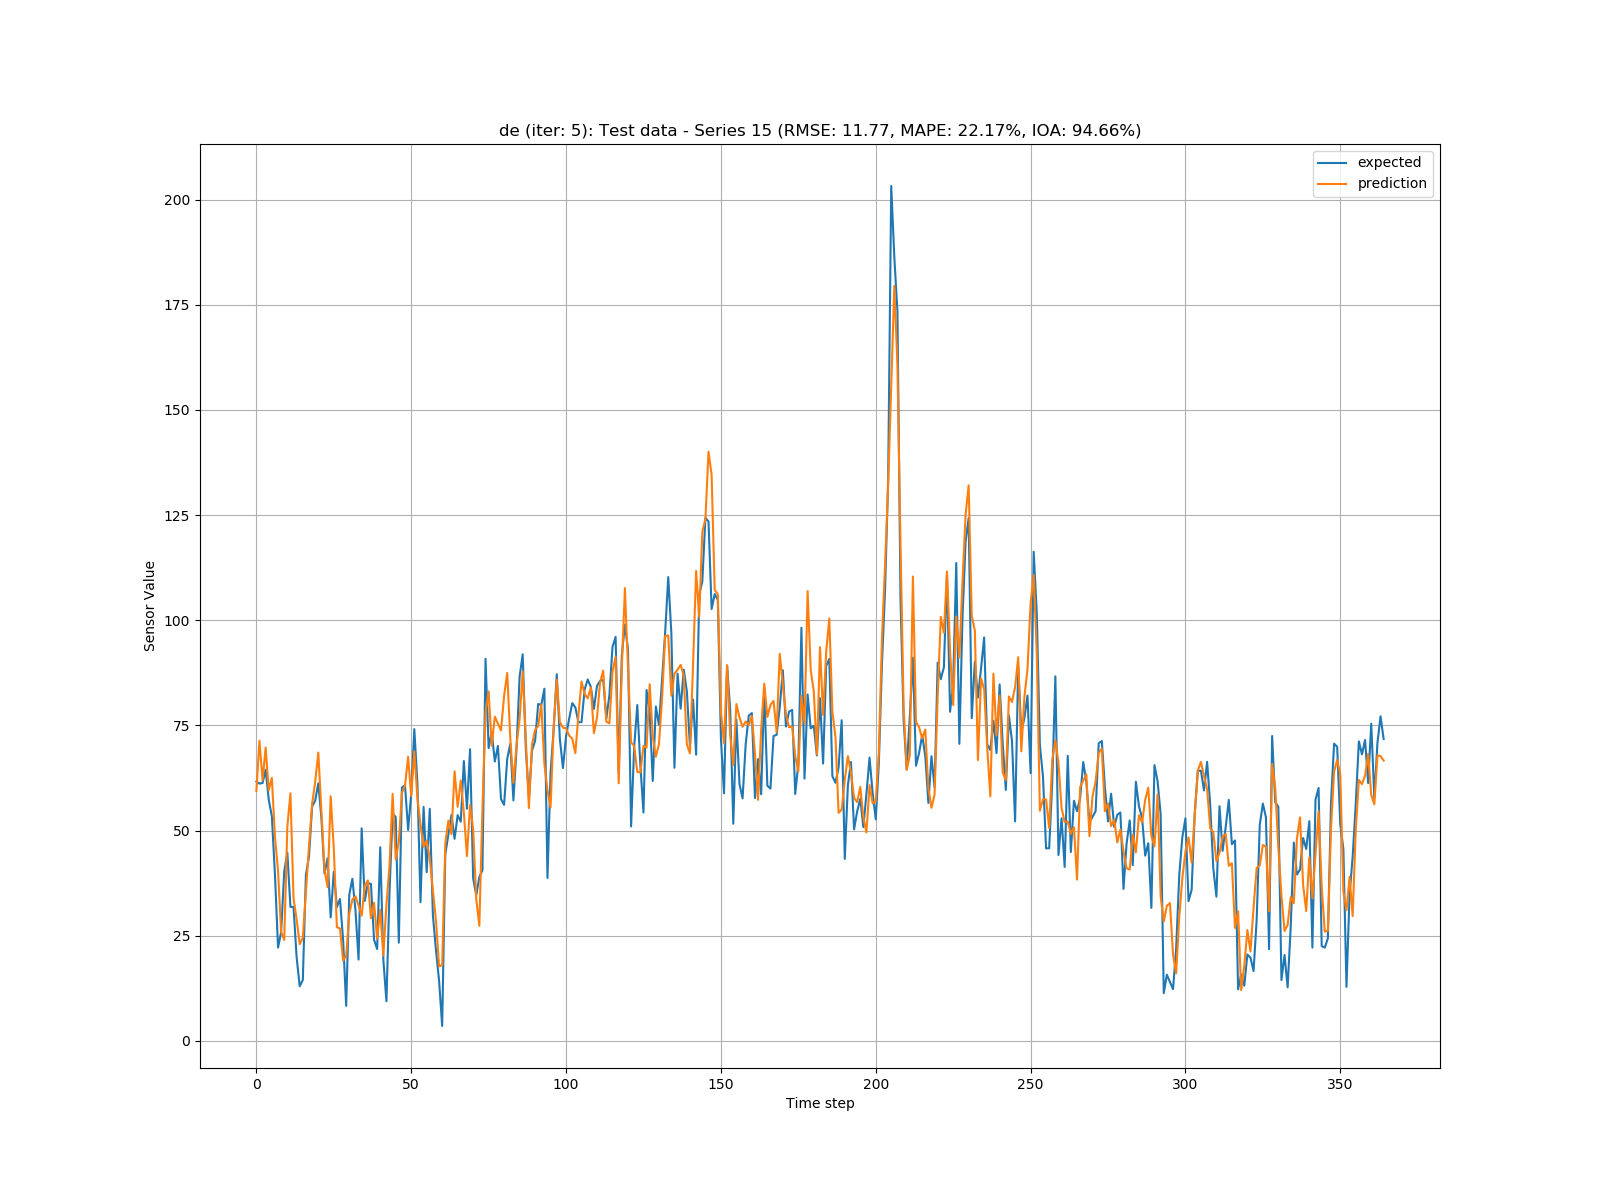 de (iter: 5): Test data - Series 15 (RMSE: 11.77, MAPE: 22.17%, IOA: 94.66%)
expected
prediction
200
175
150
125
100
75
50
25
0
Sensor Value
0 50 100 150 200 250 300 350
Time step